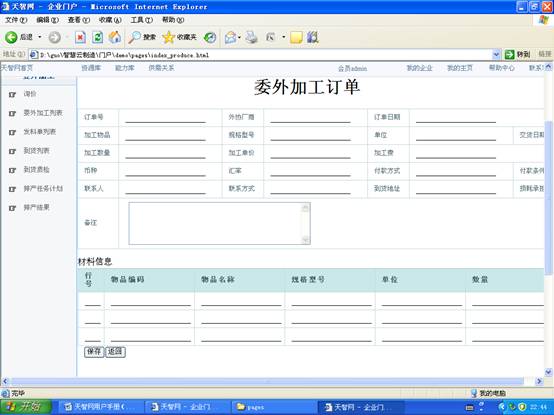 天智网 - 企业门户 - Microsoft Internet Explorer
文件(F) 编辑(E) 查看(V) 收藏(A) 工具(T) 帮助(H)
后退 搜索 收藏夹
地址(D) D:\guo\智慧云制造\门户\demo\pages\index_produce.html 转到 链接
天智网首页 资源库 能力库 供需关系 会员admin 我的企业 我的主页 帮助中心
询价
委外加工列表
发料单列表
到货列表
到货质检
排产任务计划
排产结果
委外加工订单
订单号 外协厂商 订单日期
加工物品 规格型号 单位 交货日期
加工数量 加工单价 加工费
币种 汇率 付款方式 付款条件
联系人 联系方式 到货地址 损耗承担
备注
材料信息
行号 物品编码 物品名称 规格型号 单位 数量
保存 返回
完毕 我的电脑
开始 天智网用户手册(... 天智网 - 企业门... pages 天智网 - 企业门... 22:44